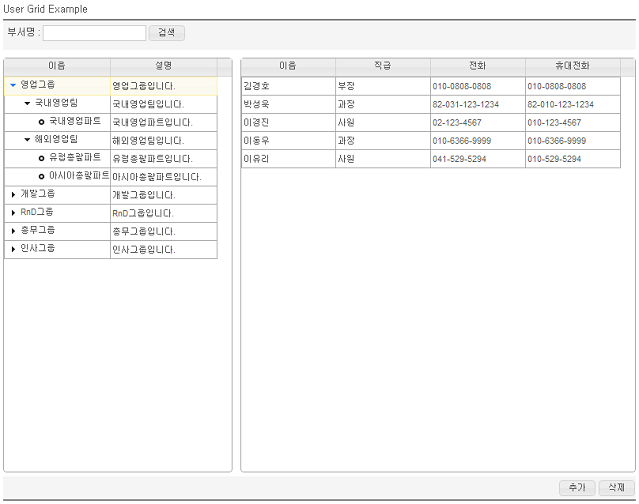 User Grid Example
부서명 : 검색
이름 설명
영업그룹 영업그룹입니다.
국내영업팀 국내영업팀입니다.
국내영업파트 국내영업파트입니다.
해외영업팀 해외영업팀입니다.
유럽총괄파트 유럽총괄파트입니다.
아시아총괄파트 아시아총괄파트입니다.
개발그룹 개발그룹입니다.
RnD그룹 RnD그룹입니다.
총무그룹 총무그룹입니다.
인사그룹 인사그룹입니다.
이름 직급 전화 휴대전화
김경호 부장 010-0808-0808 010-0808-0808
박성욱 과장 82-031-123-1234 82-010-123-1234
이경진 사원 02-123-4567 010-123-4567
이동우 과장 010-6366-9999 010-6366-9999
이유리 사원 041-529-5294 010-529-5294
추가 삭제